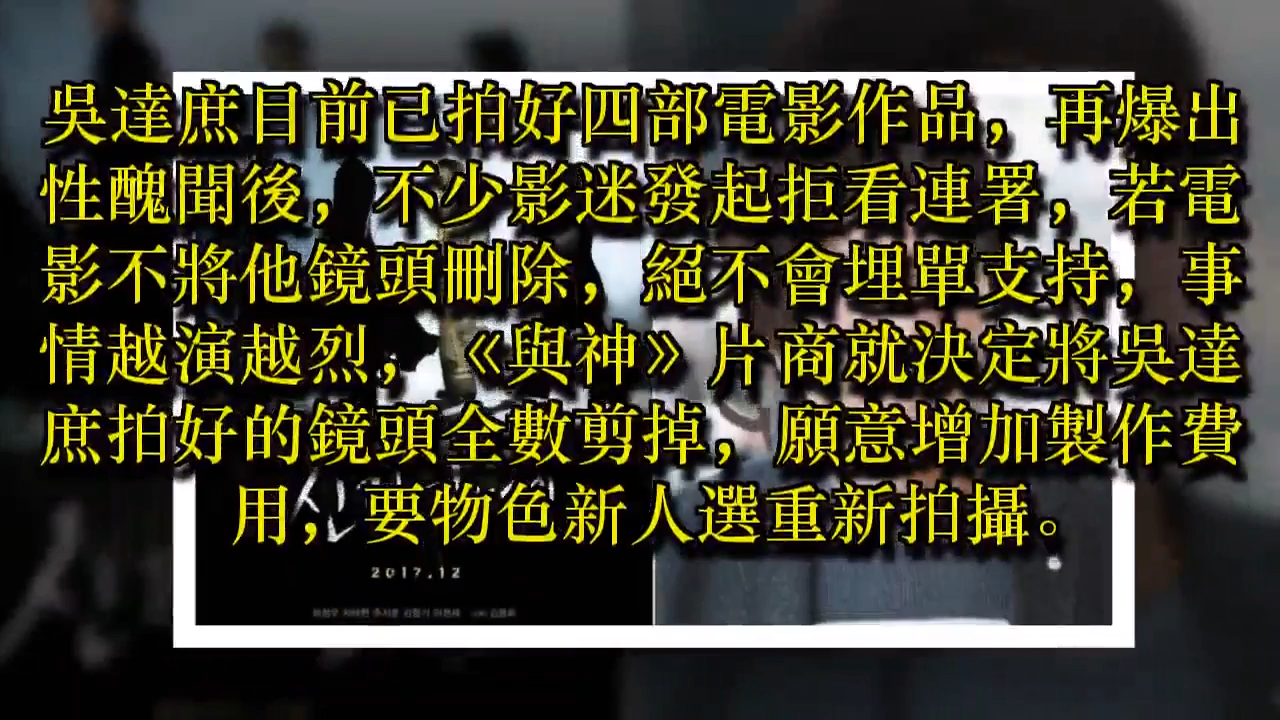 吳達庶目前已拍好四部電影作品，再爆出
性醜聞後，不少影迷發起拒看連署，若電
影不將他鏡頭刪除，絕不會埋單支持，事
情越演越烈，《與神》片商就決定將吳達
庶拍好的鏡頭全數剪掉，願意增加製作費
用，要物色新人選重新拍攝。
2017.12